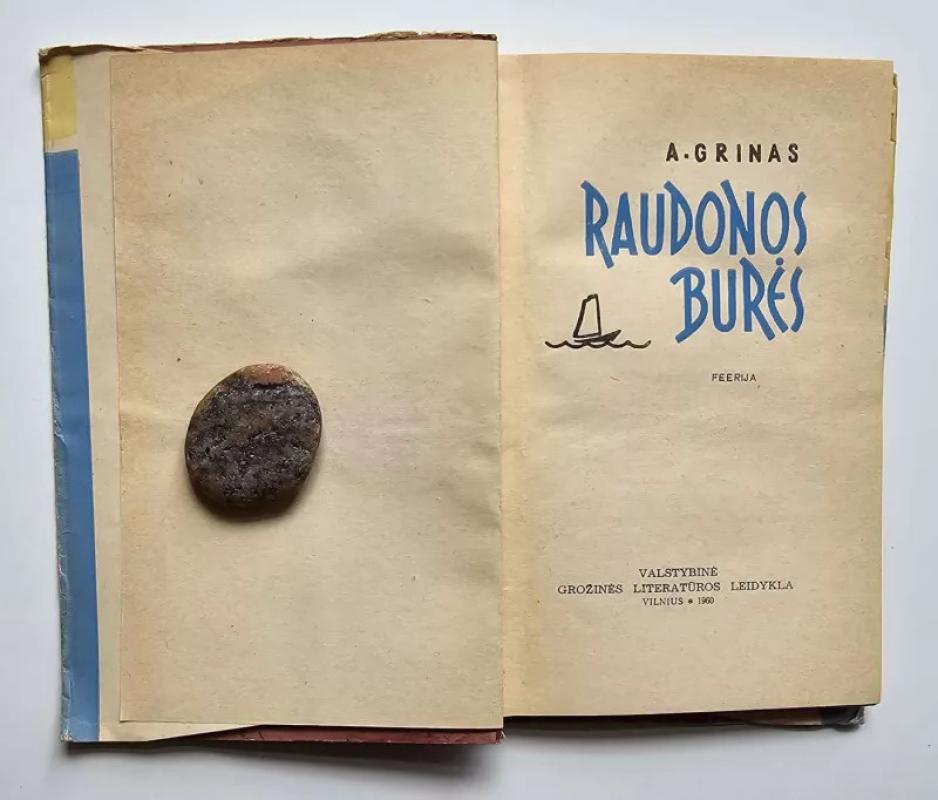 A·GRINAS
RAUDONOS
BURĖS
FEERIJA
VALSTYBINĖ
GROŽINĖS LITERATŪROS LEIDYKLA
VILNIUS * 1960